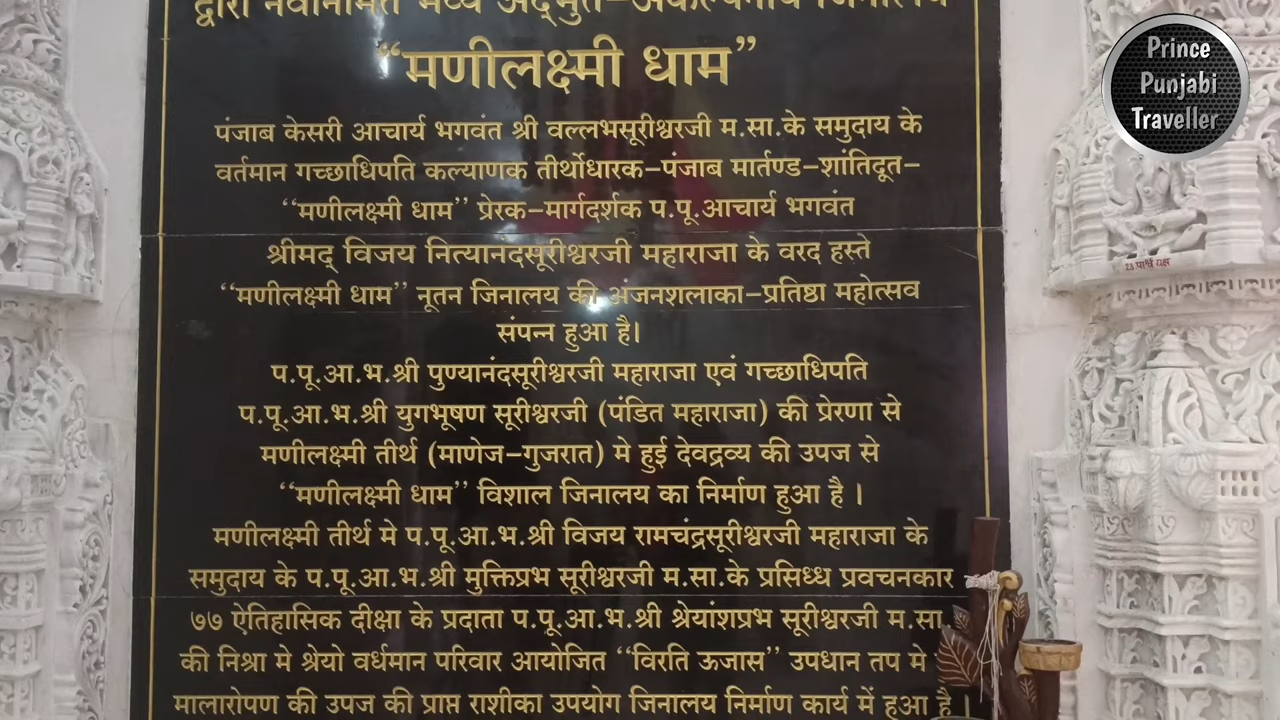 द्वारा नवनिर्मित भव्य अद्भुत-अकल्पनीय जिनालय
“मणीलक्ष्मी धाम”
पंजाब केसरी आचार्य भगवंत श्री वल्लभसूरीश्वरजी म.सा.के समुदाय के
वर्तमान गच्छाधिपति कल्याणक तीर्थोधारक-पंजाब मार्तण्ड-शांतिदूत-
“मणीलक्ष्मी धाम” प्रेरक-मार्गदर्शक प.पू.आचार्य भगवंत
श्रीमद् विजय नित्यानंदसूरीश्वरजी महाराजा के वरद हस्ते
“मणीलक्ष्मी धाम” नूतन जिनालय की अंजनशलाका-प्रतिष्ठा महोत्सव
संपन्न हुआ है।
प.पू.आ.भ.श्री पुण्यानंदसूरीश्वरजी महाराजा एवं गच्छाधिपति
प.पू.आ.भ.श्री युगभूषण सूरीश्वरजी (पंडित महाराजा) की प्रेरणा से
मणीलक्ष्मी तीर्थ (माणेज-गुजरात) मे हुई देवद्रव्य की उपज से
“मणीलक्ष्मी धाम” विशाल जिनालय का निर्माण हुआ है ।
मणीलक्ष्मी तीर्थ मे प.पू.आ.भ.श्री विजय रामचंद्रसूरीश्वरजी महाराजा के
समुदाय के प.पू.आ.भ.श्री मुक्तिप्रभ सूरीश्वरजी म.सा.के प्रसिध्ध प्रवचनकार
७७ ऐतिहासिक दीक्षा के प्रदाता प.पू.आ.भ.श्री श्रेयांशप्रभ सूरीश्वरजी म.सा.
की निश्रा मे श्रेयो वर्धमान परिवार आयोजित “विरति ऊजास” उपधान तप मे
मालारोपण की उपज की प्राप्त राशीका उपयोग जिनालय निर्माण कार्य में हुआ है ।
Prince
Punjabi
Traveller
२३.पार्श्व यक्ष